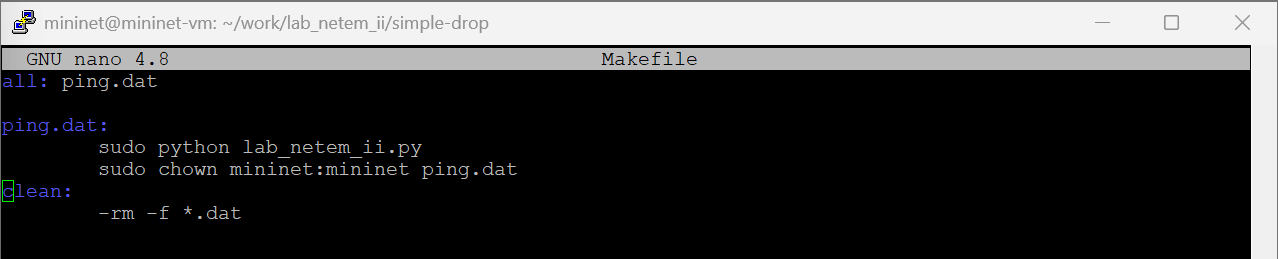 mininet@mininet-vm: ~/work/lab_netem_ii/simple-drop
GNU nano 4.8 Makefile
all: ping.dat
ping.dat:
sudo python lab_netem_ii.py
sudo chown mininet:mininet ping.dat
clean:
-rm -f *.dat